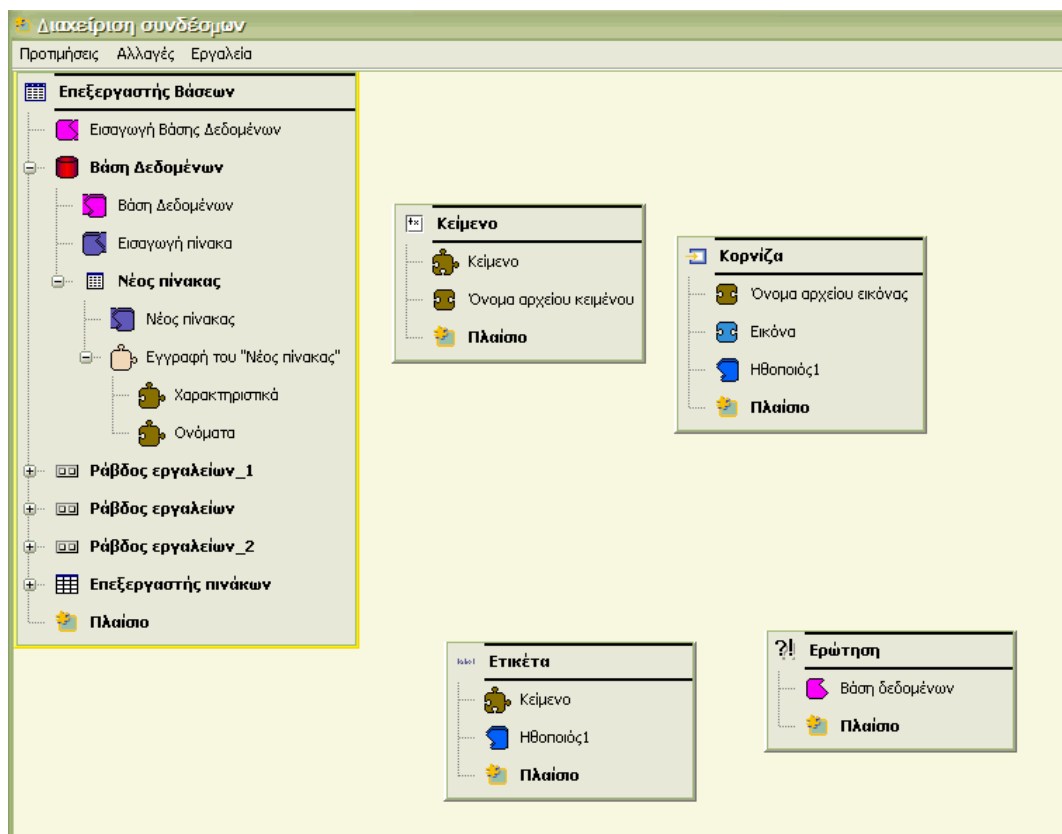 Διαχείριση συνδέσμων
Προτιμήσεις Αλλαγές Εργαλεία
Επεξεργαστής Βάσεων
Εισαγωγή Βάσης Δεδομένων
Βάση Δεδομένων
Βάση Δεδομένων
Εισαγωγή πίνακα
Νέος πίνακας
Νέος πίνακας
Εγγραφή του "Νέος πίνακας"
Χαρακτηριστικά
Ονόματα
Ράβδος εργαλείων_1
Ράβδος εργαλείων
Ράβδος εργαλείων_2
Επεξεργαστής πινάκων
Πλαίσιο
Κείμενο
Κείμενο
Όνομα αρχείου κειμένου
Πλαίσιο
Κορνίζα
Όνομα αρχείου εικόνας
Εικόνα
Ηθοποιός1
Πλαίσιο
label Ετικέτα
Κείμενο
Ηθοποιός1
Πλαίσιο
?! Ερώτηση
Βάση δεδομένων
Πλαίσιο